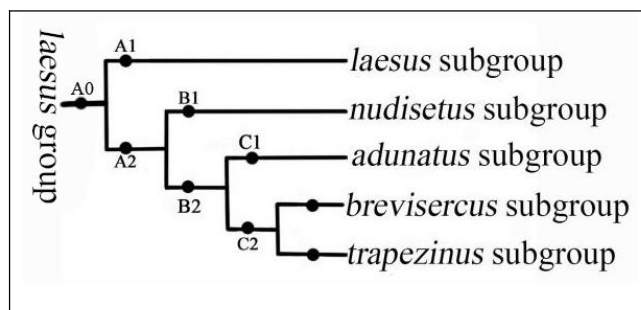 laesus group
A0
A1
laesus subgroup
B1
nudisetus subgroup
A2
C1
adunatus subgroup
B2
brevisercus subgroup
C2
trapezinus subgroup